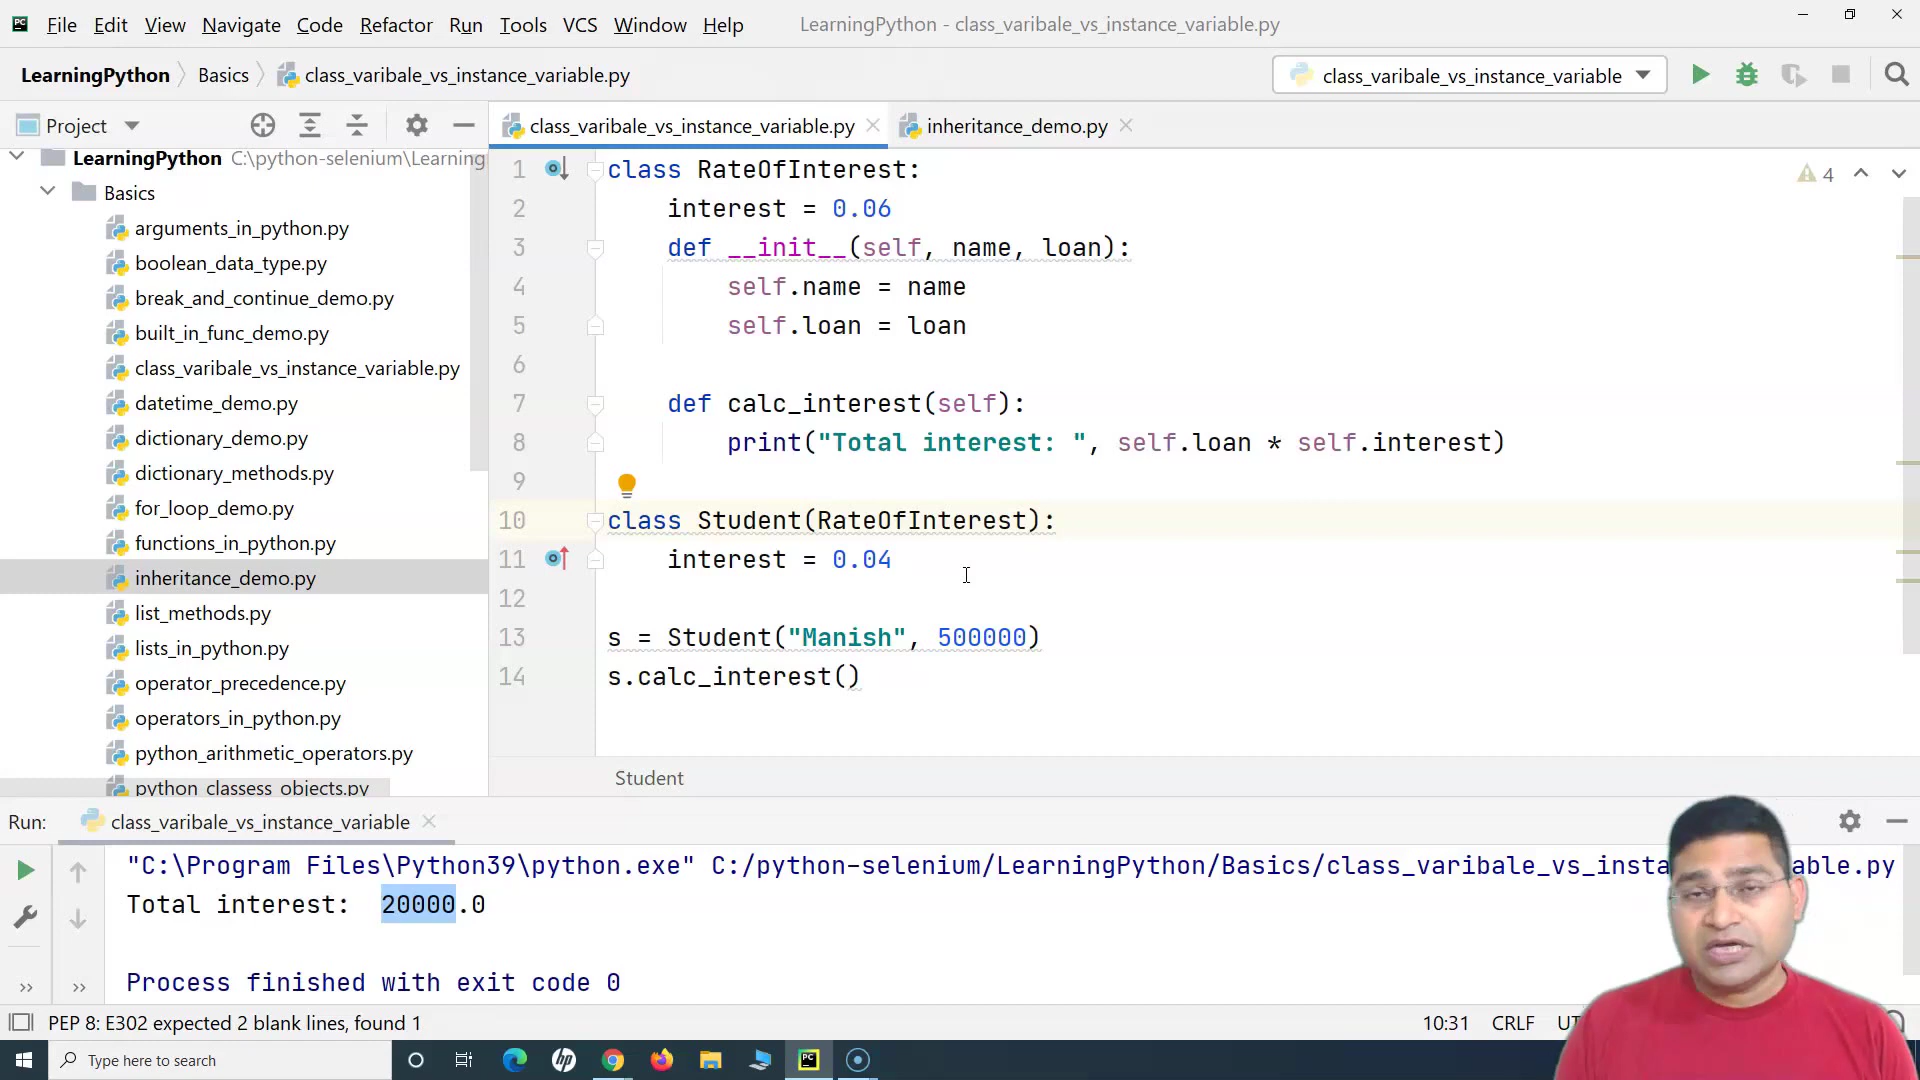 File Edit View Navigate Code Refactor Run Tools VCS Window Help LearningPython - class_varibale_vs_instance_variable.py
LearningPython Basics class_varibale_vs_instance_variable.py class_varibale_vs_instance_variable
Project class_varibale_vs_instance_variable.py inheritance_demo.py
LearningPython C:\python-selenium\Learning
Basics
arguments_in_python.py
boolean_data_type.py
break_and_continue_demo.py
built_in_func_demo.py
class_varibale_vs_instance_variable.py
datetime_demo.py
dictionary_demo.py
dictionary_methods.py
for_loop_demo.py
functions_in_python.py
inheritance_demo.py
list_methods.py
lists_in_python.py
operator_precedence.py
operators_in_python.py
python_arithmetic_operators.py
python_classess_objects.py
4
1 class RateOfInterest:
2 interest = 0.06
3 def __init__(self, name, loan):
4 self.name = name
5 self.loan = loan
6
7 def calc_interest(self):
8 print("Total interest: ", self.loan * self.interest)
9
10 class Student(RateOfInterest):
11 interest = 0.04
12
13 s = Student("Manish", 500000)
14 s.calc_interest()
Student
Run: class_varibale_vs_instance_variable
"C:\Program Files\Python39\python.exe" C:/python-selenium/LearningPython/Basics/class_varibale_vs_insta able.py
Total interest:  20000.0
Process finished with exit code 0
PEP 8: E302 expected 2 blank lines, found 1 10:31 CRLF UT
Type here to search hp PC